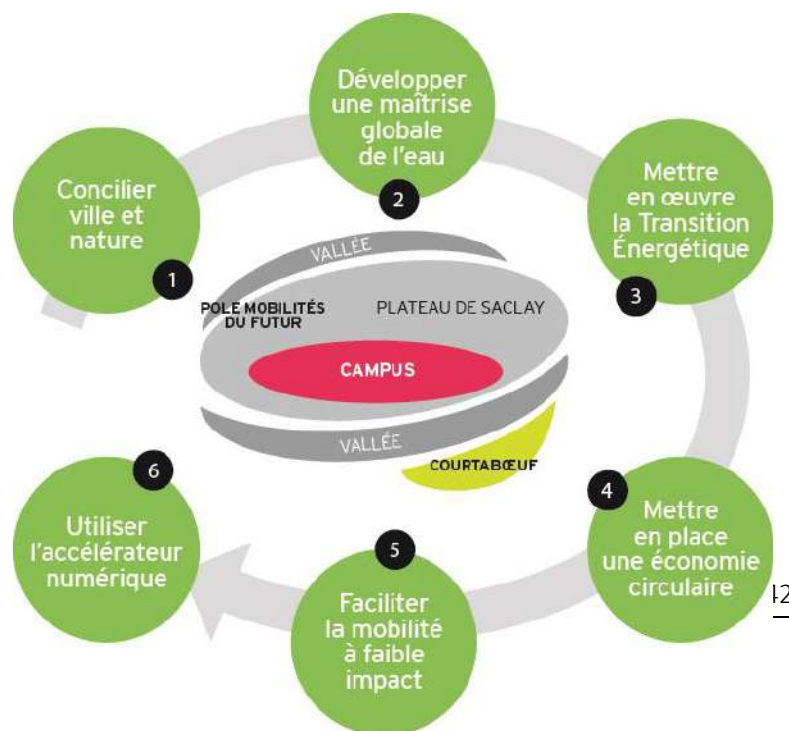 Concilier
ville et
nature
1
Développer
une maîtrise
globale
de l'eau
2
Mettre
en œuvre
la Transition
Énergétique
3
VALLÉE
POLE MOBILITÉS
DU FUTUR
PLATEAU DE SACLAY
CAMPUS
VALLÉE
COURTABŒUF
4
Mettre
en place
une économie
circulaire
5
Faciliter
la mobilité
à faible
impact
6
Utiliser
l'accélérateur
numérique